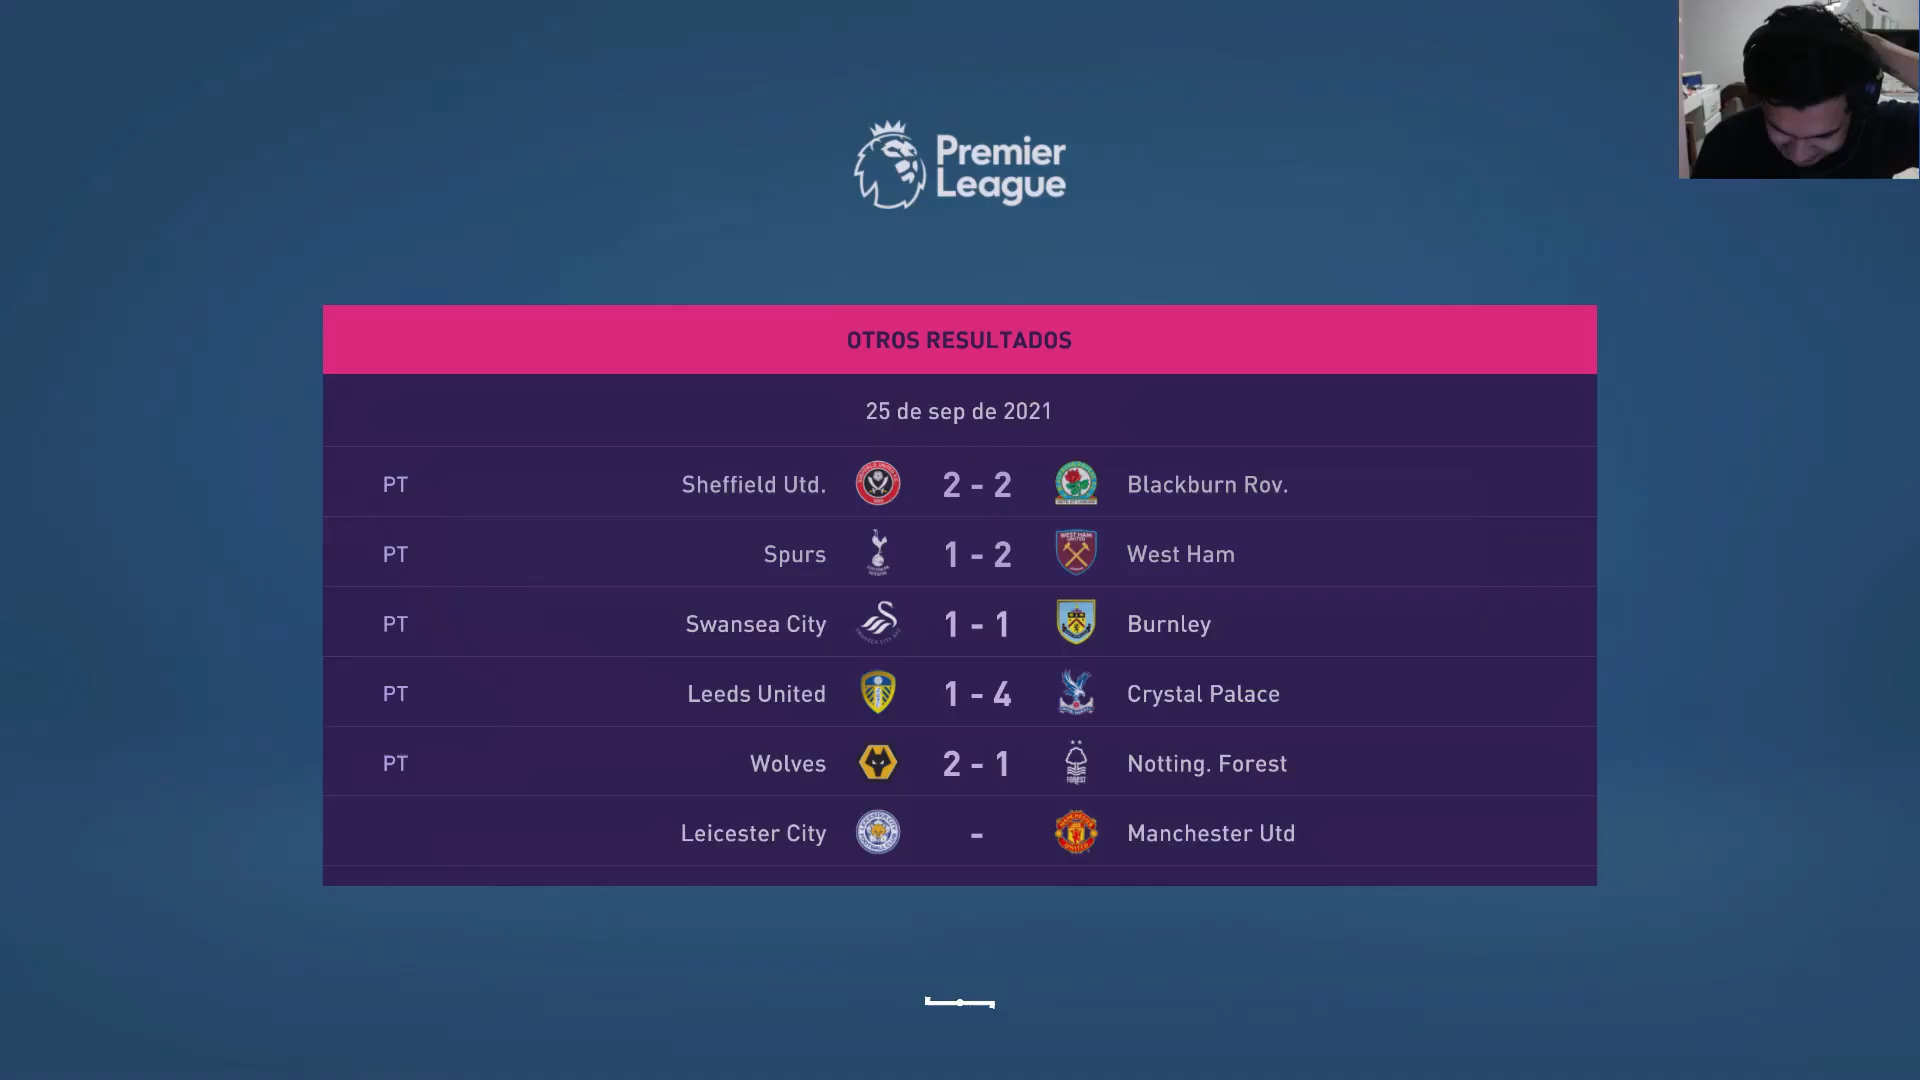 Premier
League
OTROS RESULTADOS
25 de sep de 2021
PT Sheffield Utd. 2 - 2 Blackburn Rov.
PT Spurs 1 - 2 West Ham
PT Swansea City 1 - 1 Burnley
PT Leeds United 1 - 4 Crystal Palace
PT Wolves 2 - 1 Notting. Forest
Leicester City - Manchester Utd